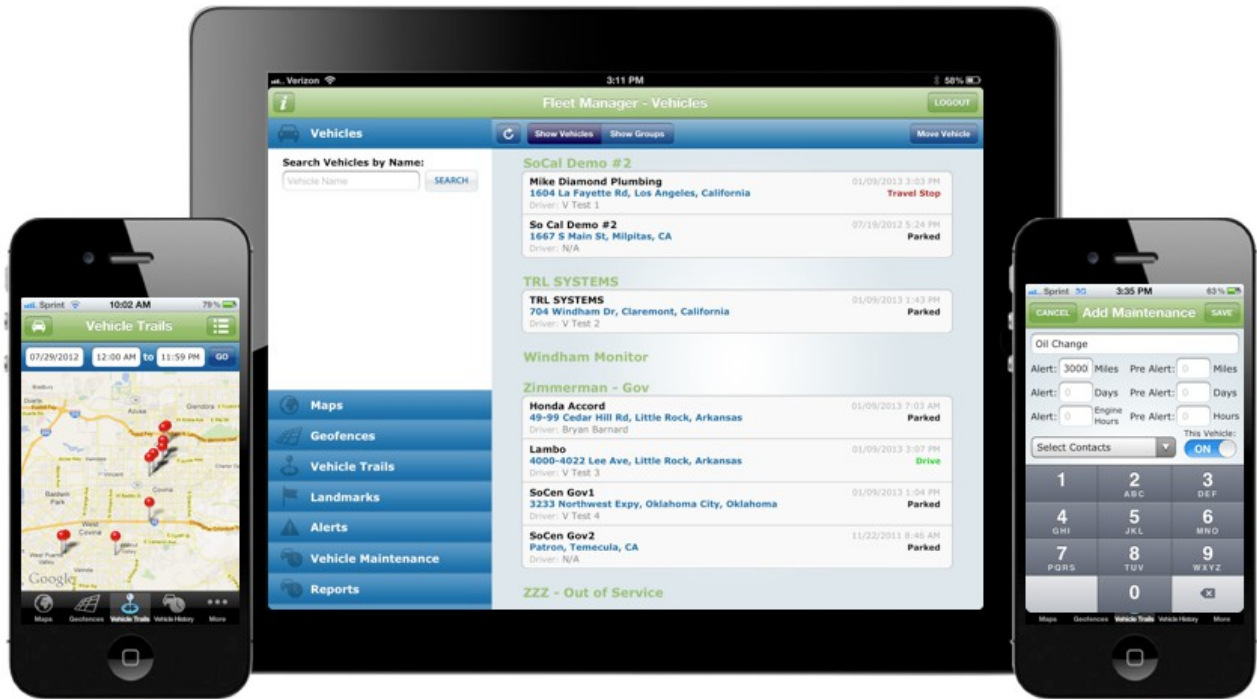 Verizon
3:11 PM
58%
i
Fleet Manager - Vehicles
LOGOUT
Vehicles
Show Vehicles
Show Groups
Move Vehicle
Search Vehicles by Name:
Vehicle Name
SEARCH
Maps
Geofences
Vehicle Trails
Landmarks
Alerts
Vehicle Maintenance
Reports
SoCal Demo #2
Mike Diamond Plumbing 01/09/2013 3:03 PM
1604 La Fayette Rd, Los Angeles, California Travel Stop
Driver: V Test 1
So Cal Demo #2 07/19/2012 5:24 PM
1667 S Main St, Milpitas, CA Parked
Driver: N/A
TRL SYSTEMS
TRL SYSTEMS 01/09/2013 1:43 PM
704 Windham Dr, Claremont, California Parked
Driver: V Test 2
Windham Monitor
Zimmerman - Gov
Honda Accord 01/09/2013 7:03 AM
49-99 Cedar Hill Rd, Little Rock, Arkansas Parked
Driver: Bryan Barnard
Lambo 01/09/2013 3:07 PM
4000-4022 Lee Ave, Little Rock, Arkansas Drive
Driver: V Test 3
SoCen Gov1 01/09/2013 1:04 PM
3233 Northwest Expy, Oklahoma City, Oklahoma Parked
Driver: V Test 4
SoCen Gov2 11/22/2011 8:46 AM
Patron, Temecula, CA Parked
Driver: N/A
ZZZ - Out of Service
Sprint
10:02 AM
79%
Vehicle Trails
07/29/2012
12:00 AM to 11:59 PM
GO
Bradbury
Duarte
Azusa
Glendora
Vincent
Baldwin
Park
Covina
West
Covina
West Puente
Valley
Valinda
Google
Maps
Geofences
Vehicle Trails
Vehicle History
More
Sprint 3G
3:35 PM
63%
CANCEL
Add Maintenance
SAVE
Oil Change
Alert: 3000 Miles Pre Alert: 0 Miles
Alert: 0 Days Pre Alert: 0 Days
Alert: 0 Engine Hours Pre Alert: 0 Hours
This Vehicle:
Select Contacts
ON
1
2 ABC
3 DEF
4 GHI
5 JKL
6 MNO
7 PQRS
8 TUV
9 WXYZ
0
Maps
Geofences
Vehicle Trails
Vehicle History
More